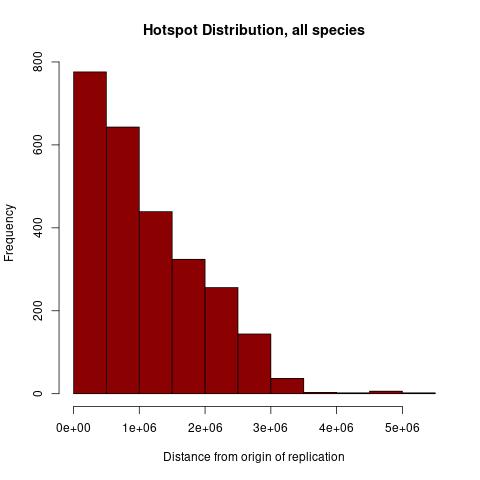 Hotspot Distribution, all species
Frequency
800
600
400
200
0
0e+00 1e+06 2e+06 3e+06 4e+06 5e+06
Distance from origin of replication